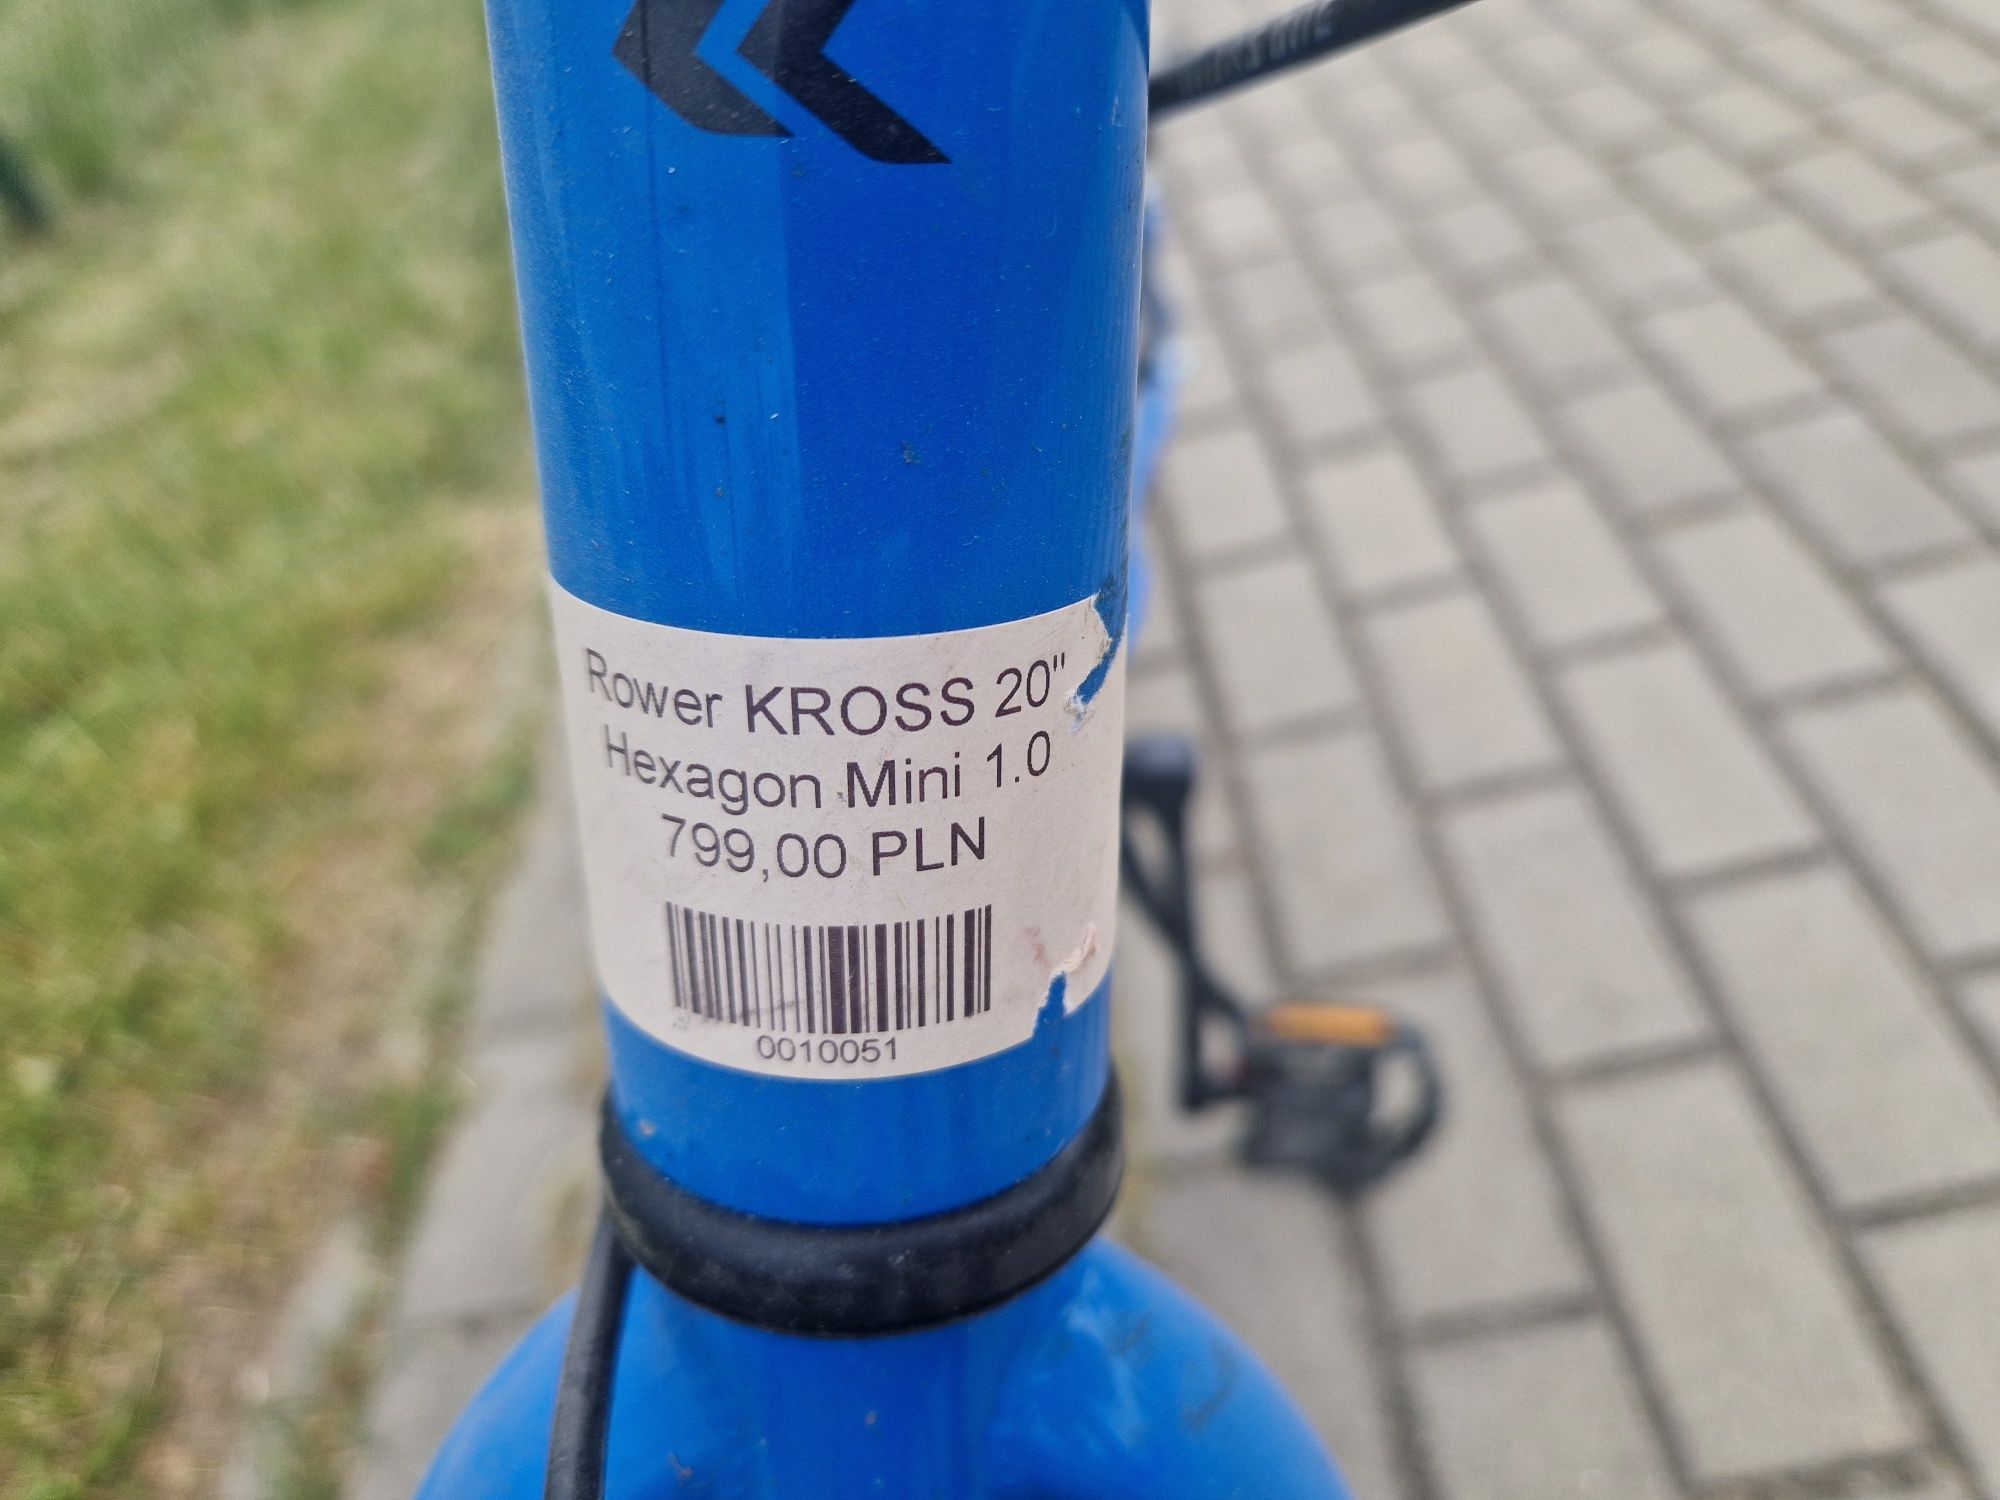 Rower KROSS 20"
Hexagon Mini 1.0
799,00 PLN
0010051